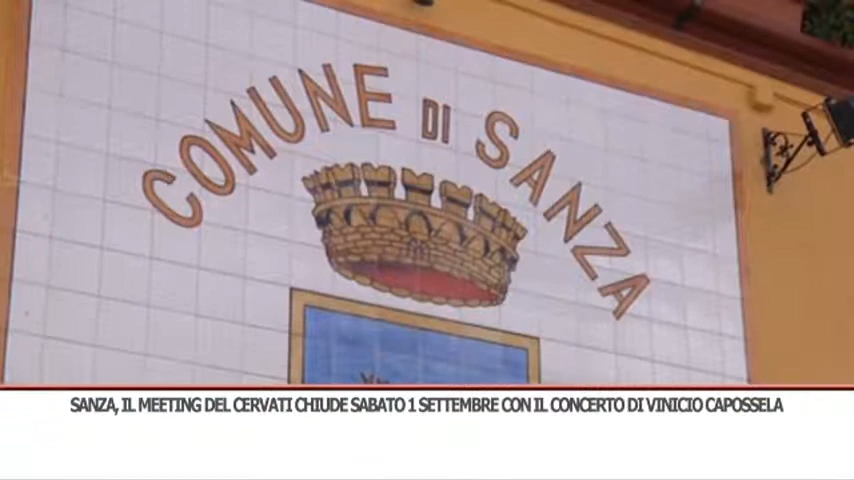 COMUNE DI SANZA
SANZA, IL MEETING DEL CERVATI CHIUDE SABATO 1 SETTEMBRE CON IL CONCERTO DI VINICIO CAPOSSELA